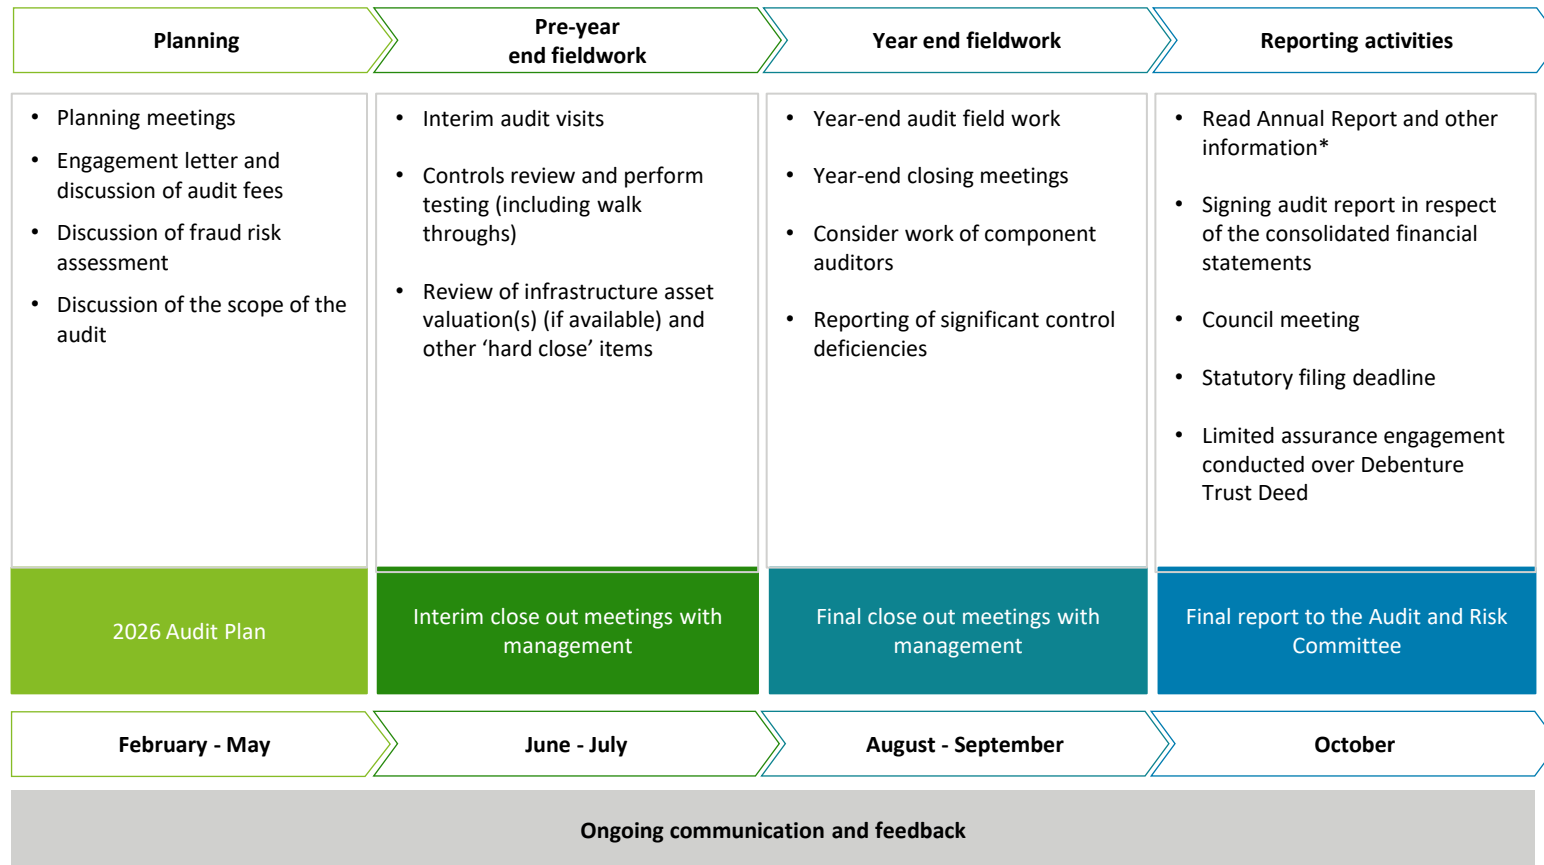 Planning
Pre-year
end fieldwork
Year end fieldwork
Reporting activities
• Planning meetings
• Engagement letter and
discussion of audit fees
• Discussion of fraud risk
assessment
• Discussion of the scope of the
audit
• Interim audit visits
• Controls review and perform
testing (including walk
throughs)
• Review of infrastructure asset
valuation(s) (if available) and
other ‘hard close’ items
• Year-end audit field work
• Year-end closing meetings
• Consider work of component
auditors
• Reporting of significant control
deficiencies
• Read Annual Report and other
information*
• Signing audit report in respect
of the consolidated financial
statements
• Council meeting
• Statutory filing deadline
• Limited assurance engagement
conducted over Debenture
Trust Deed
2026 Audit Plan
Interim close out meetings with
management
Final close out meetings with
management
Final report to the Audit and Risk
Committee
February - May
June - July
August - September
October
Ongoing communication and feedback